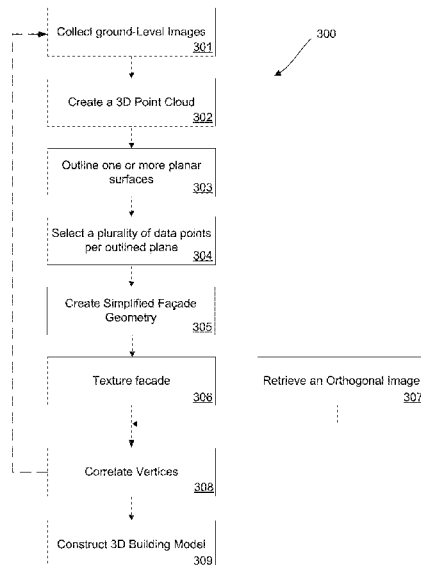 Collect ground-Level Images
301
300
Create a 3D Point Cloud
302
Outline one or more planar
surfaces
303
Select a plurality of data points
per outlined plane
304
Create Simplified Façade
Geometry
305
Texture facade
306
Retrieve an Orthogonal Image
307
Correlate Vertices
308
Construct 3D Building Model
309